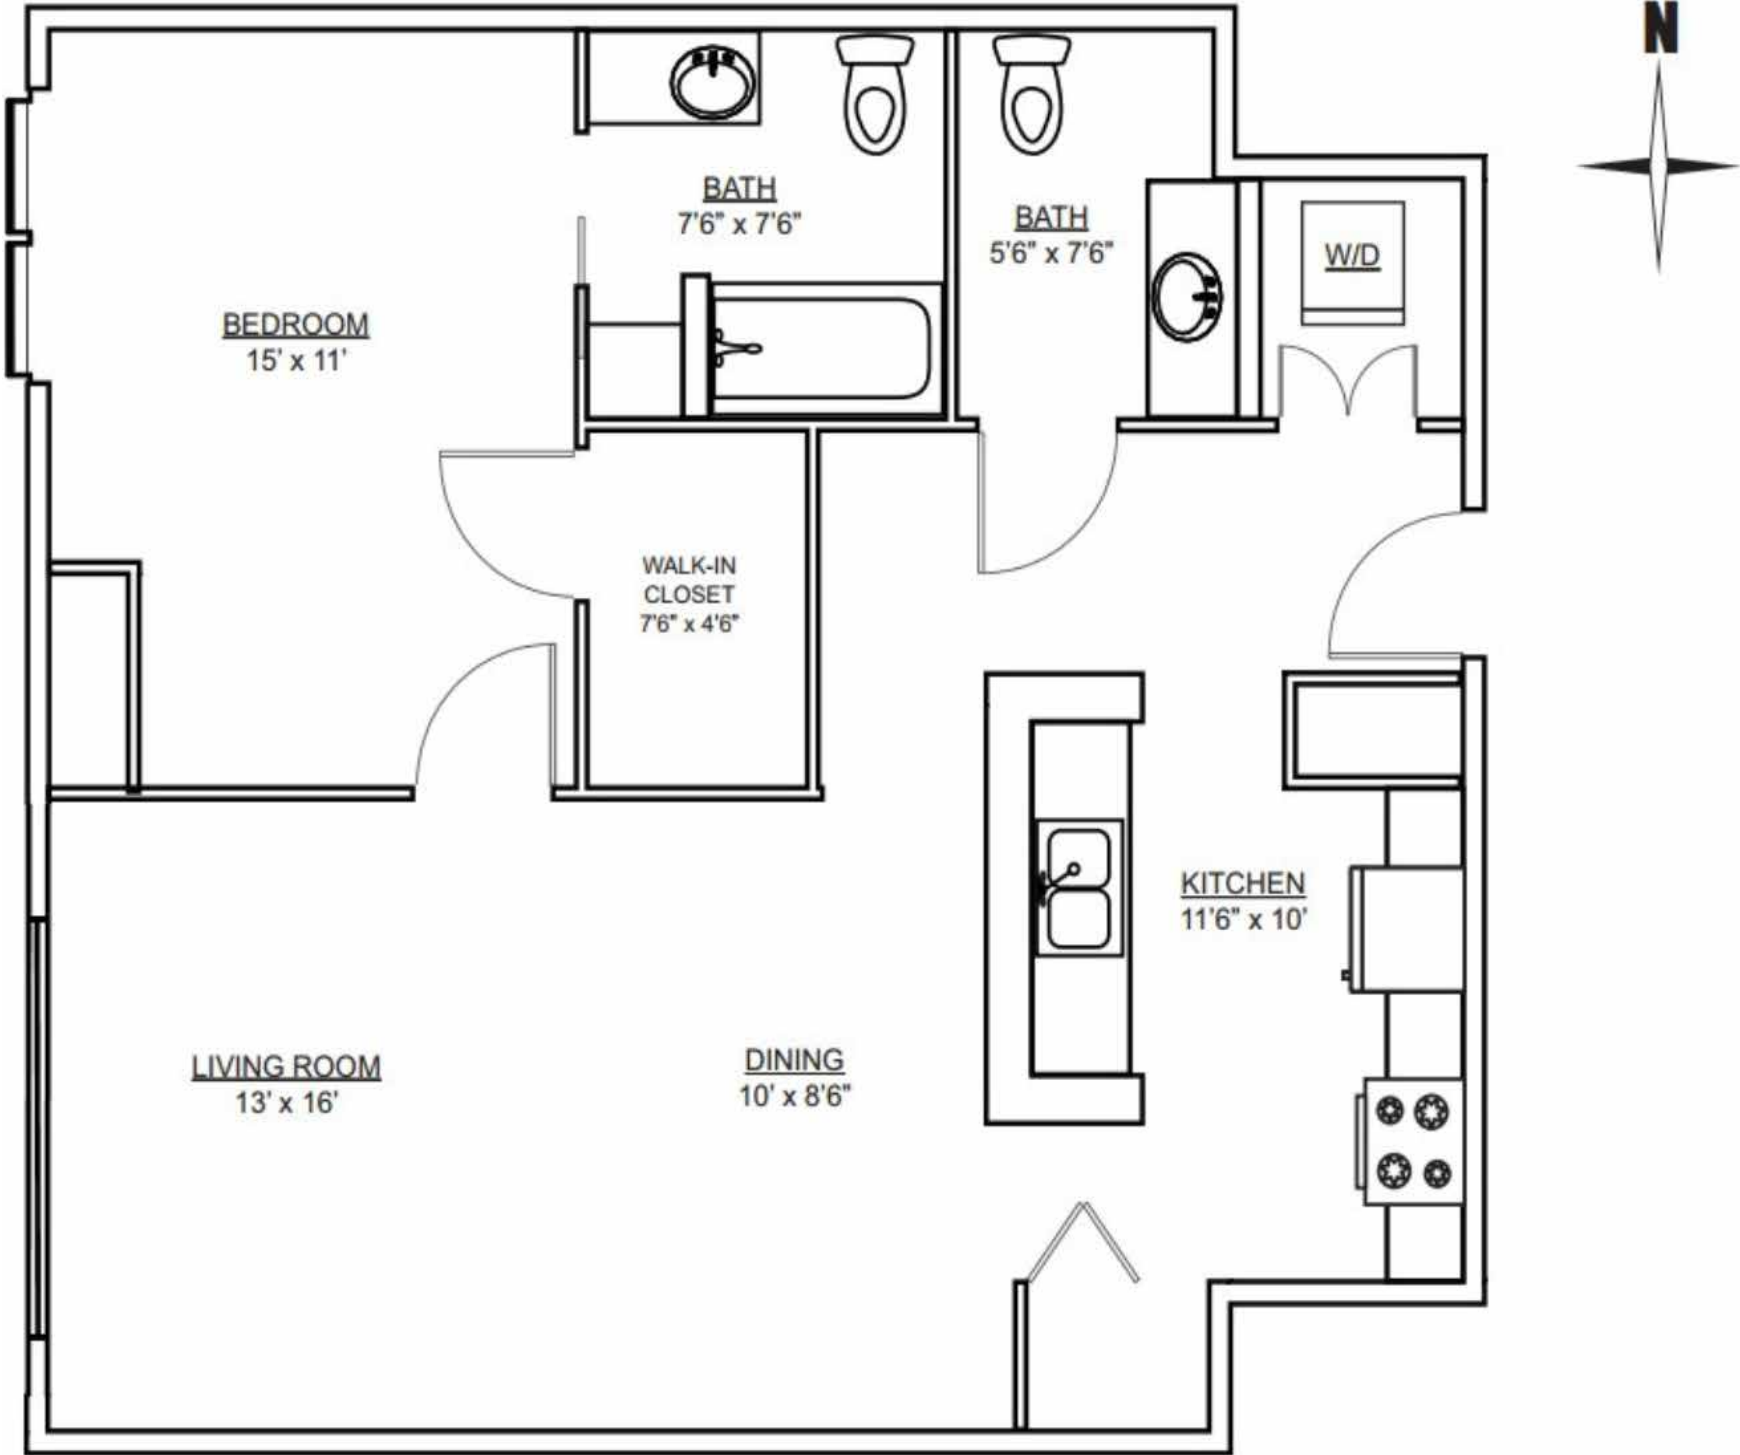 N
BATH
7'6" x 7'6"
BATH
5'6" x 7'6"
W/D
BEDROOM
15' x 11'
WALK-IN
CLOSET
7'6" x 4'6"
KITCHEN
11'6" x 10'
LIVING ROOM
13' x 16'
DINING
10' x 8'6"